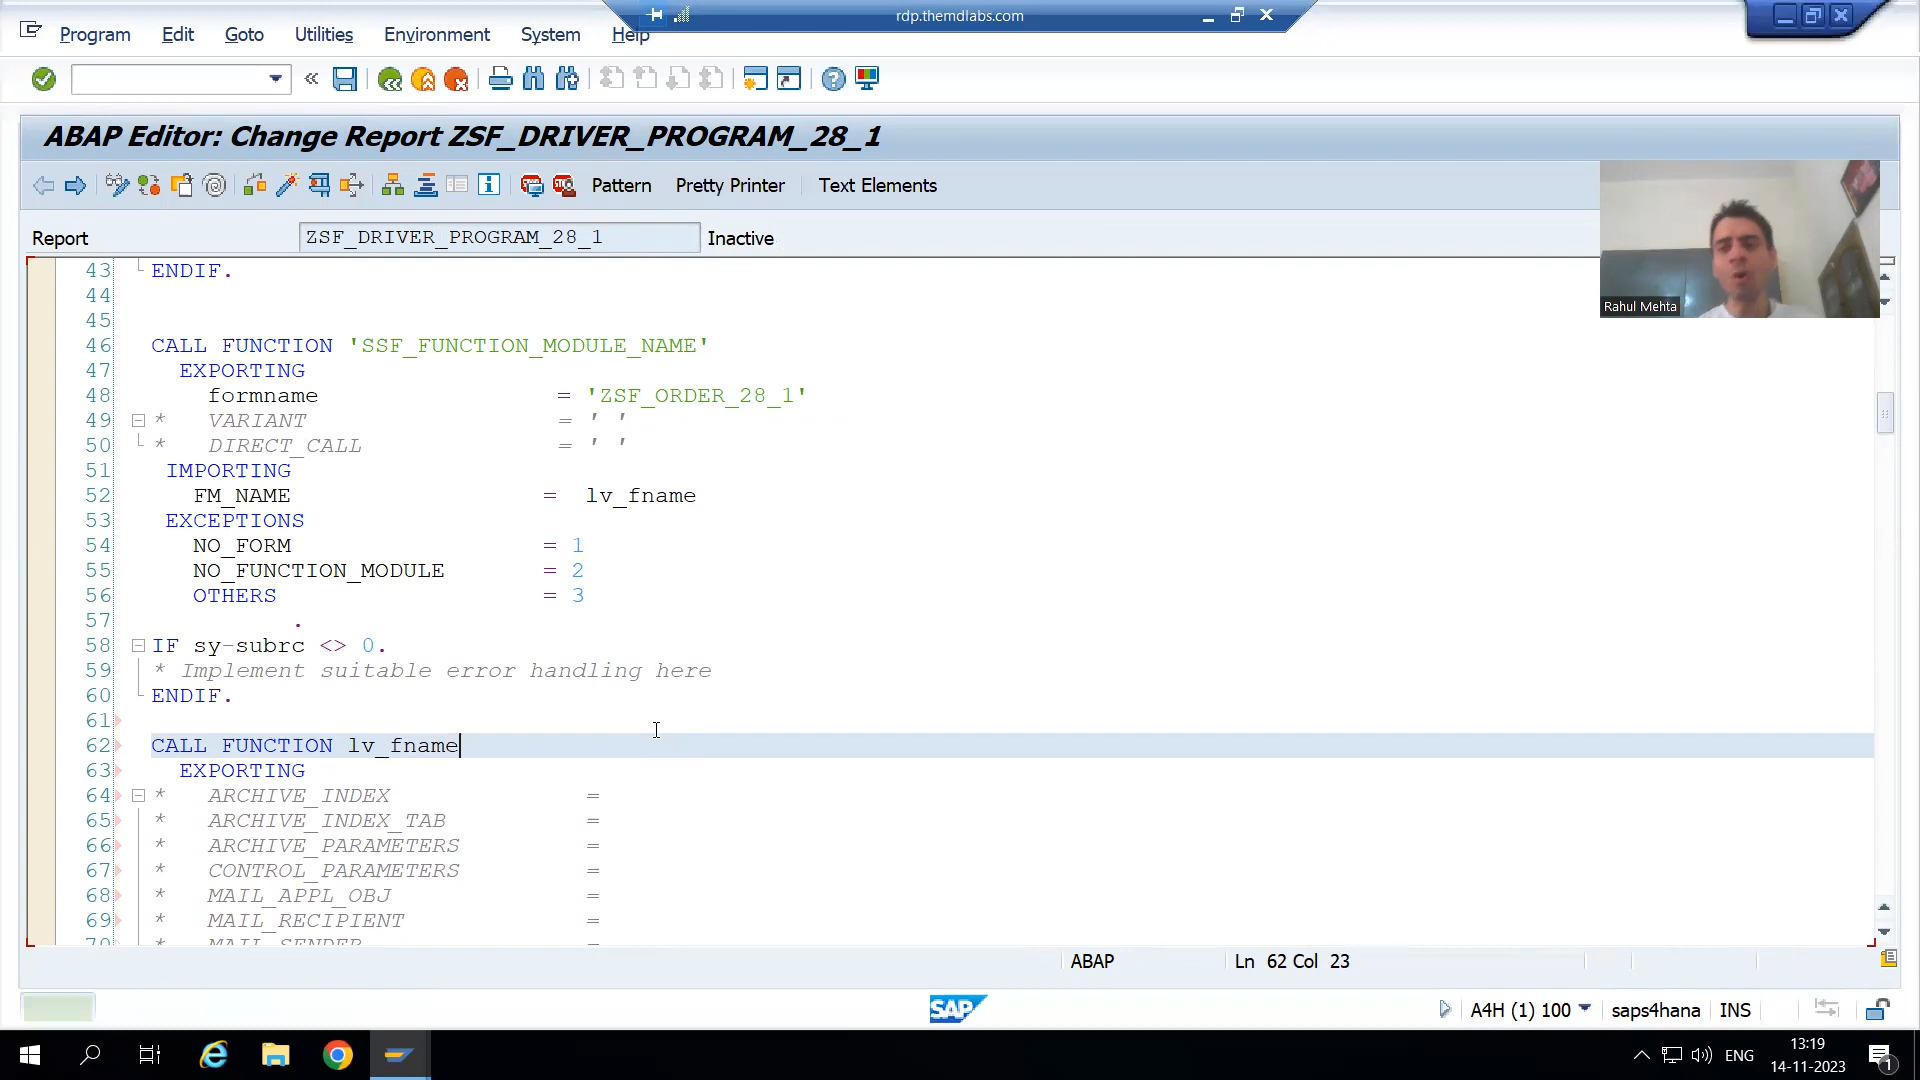 rdp.themdlabs.com
Program Edit Goto Utilities Environment System Help
ABAP Editor: Change Report ZSF_DRIVER_PROGRAM_28_1
Pattern Pretty Printer Text Elements
Report ZSF_DRIVER_PROGRAM_28_1 Inactive
Rahul Mehta
43 ENDIF.
44
45
46 CALL FUNCTION 'SSF_FUNCTION_MODULE_NAME'
47 EXPORTING
48 formname = 'ZSF_ORDER_28_1'
49 * VARIANT = ' '
50 * DIRECT_CALL = ' '
51 IMPORTING
52 FM_NAME = lv_fname
53 EXCEPTIONS
54 NO_FORM = 1
55 NO_FUNCTION_MODULE = 2
56 OTHERS = 3
57 .
58 IF sy-subrc <> 0.
59 * Implement suitable error handling here
60 ENDIF.
61
62 CALL FUNCTION lv_fname
63 EXPORTING
64 * ARCHIVE_INDEX =
65 * ARCHIVE_INDEX_TAB =
66 * ARCHIVE_PARAMETERS =
67 * CONTROL_PARAMETERS =
68 * MAIL_APPL_OBJ =
69 * MAIL_RECIPIENT =
70 * MAIL_SENDER =
ABAP Ln 62 Col 23
SAP A4H (1) 100 saps4hana INS
ENG 13:19
14-11-2023 1